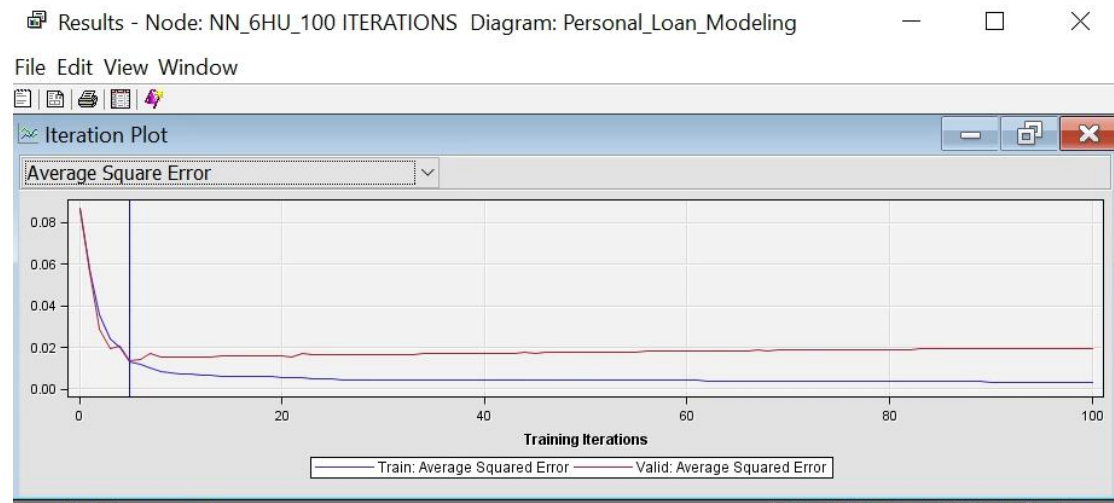 Results - Node: NN_6HU_100 ITERATIONS Diagram: Personal_Loan_Modeling
File Edit View Window
Iteration Plot
Average Square Error
0.08
0.06
0.04
0.02
0.00
0 20 40 60 80 100
Training Iterations
Train: Average Squared Error Valid: Average Squared Error